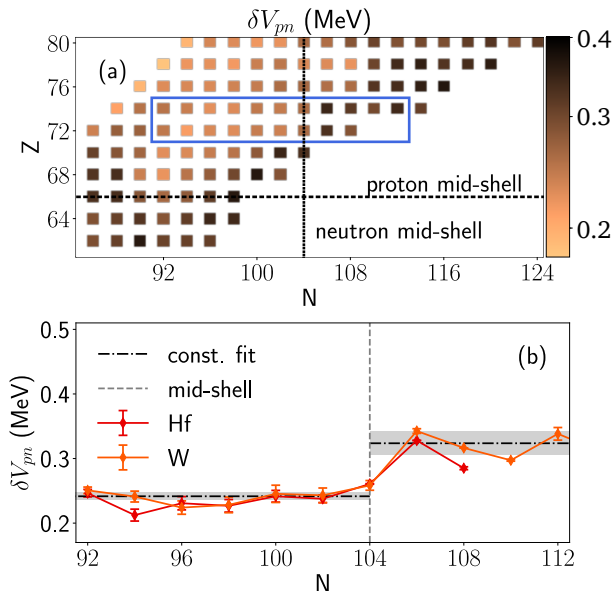 δV_pn (MeV)
(a)
80
76
72
68
64
Z
proton mid-shell
neutron mid-shell
92
100
108
116
124
N
0.4
0.3
0.2
0.5
0.4
0.3
0.2
δV_pn (MeV)
(b)
const. fit
mid-shell
Hf
W
92
96
100
104
108
112
N